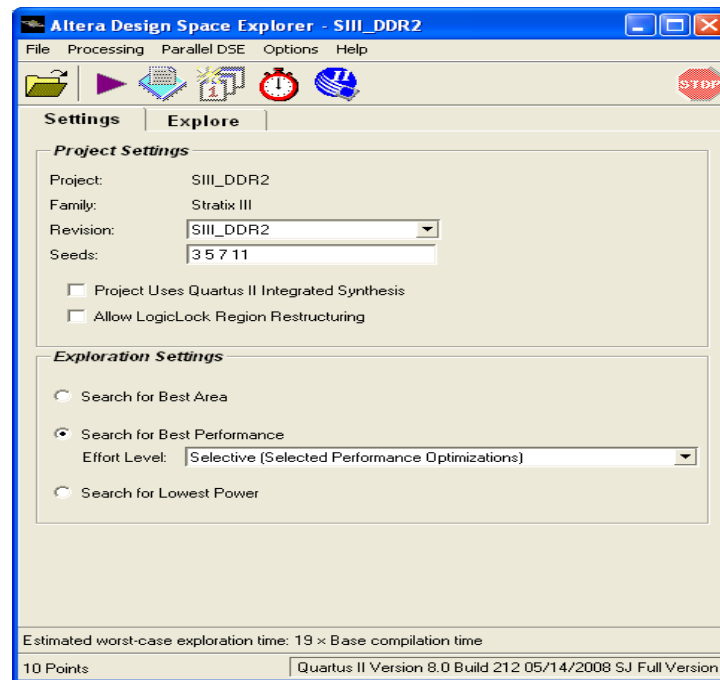 Altera Design Space Explorer - SIII_DDR2
File Processing Parallel DSE Options Help
STOP
Settings Explore
Project Settings
Project: SIII_DDR2
Family: Stratix III
Revision: SIII_DDR2
Seeds: 3 5 7 11
Project Uses Quartus II Integrated Synthesis
Allow LogicLock Region Restructuring
Exploration Settings
Search for Best Area
Search for Best Performance
Effort Level: Selective (Selected Performance Optimizations)
Search for Lowest Power
Estimated worst-case exploration time: 19 × Base compilation time
10 Points Quartus II Version 8.0 Build 212 05/14/2008 SJ Full Version